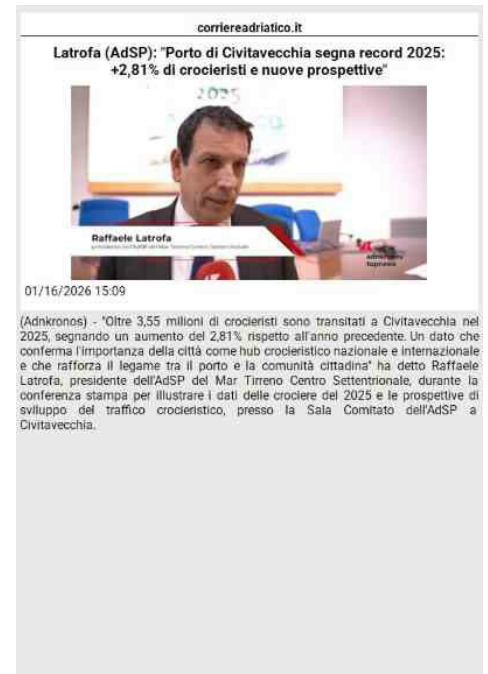 corriereadriatico.it
Latrofa (AdSP): "Porto di Civitavecchia segna record 2025:
+2,81% di crocieristi e nuove prospettive"
2025
Raffaele Latrofa
adnkronos
topnews
01/16/2026 15:09
(Adnkronos) - "Oltre 3,55 milioni di crocieristi sono transitati a Civitavecchia nel
2025, segnando un aumento del 2,81% rispetto all'anno precedente. Un dato che
conferma l'importanza della città come hub crocieristico nazionale e internazionale
e che rafforza il legame tra il porto e la comunità cittadina" ha detto Raffaele
Latrofa, presidente dell'AdSP del Mar Tirreno Centro Settentrionale, durante la
conferenza stampa per illustrare i dati delle crociere del 2025 e le prospettive di
sviluppo del traffico crocieristico, presso la Sala Comitato dell'AdSP a
Civitavecchia.